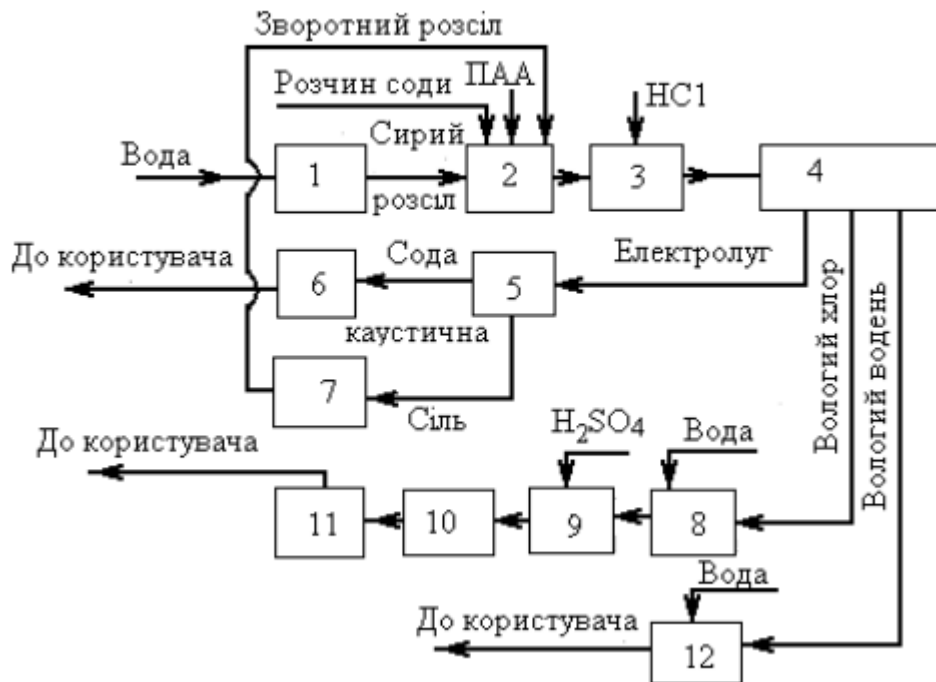 Зворотний розсіл
ПАА
Розчин соди
HCl
Сирий
Вода
1
2
3
4
розсіл
До користувача
Сода
Електролуг
6
5
каустична
7
Сіль
Вологий хлор
Вологий водень
До користувача
H₂SO₄
Вода
11
10
9
8
Вода
До користувача
12